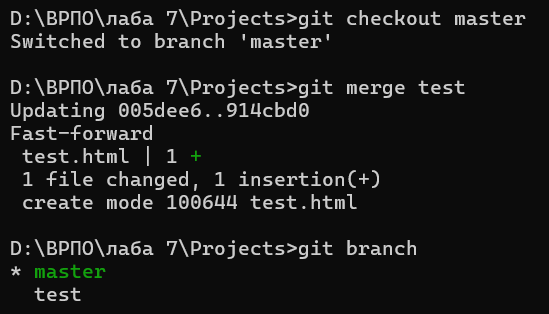 D:\ВРПО\лаба 7\Projects>git checkout master
Switched to branch 'master'
D:\ВРПО\лаба 7\Projects>git merge test
Updating 005dee6..914cbd0
Fast-forward
 test.html | 1 +
 1 file changed, 1 insertion(+)
 create mode 100644 test.html
D:\ВРПО\лаба 7\Projects>git branch
* master
  test